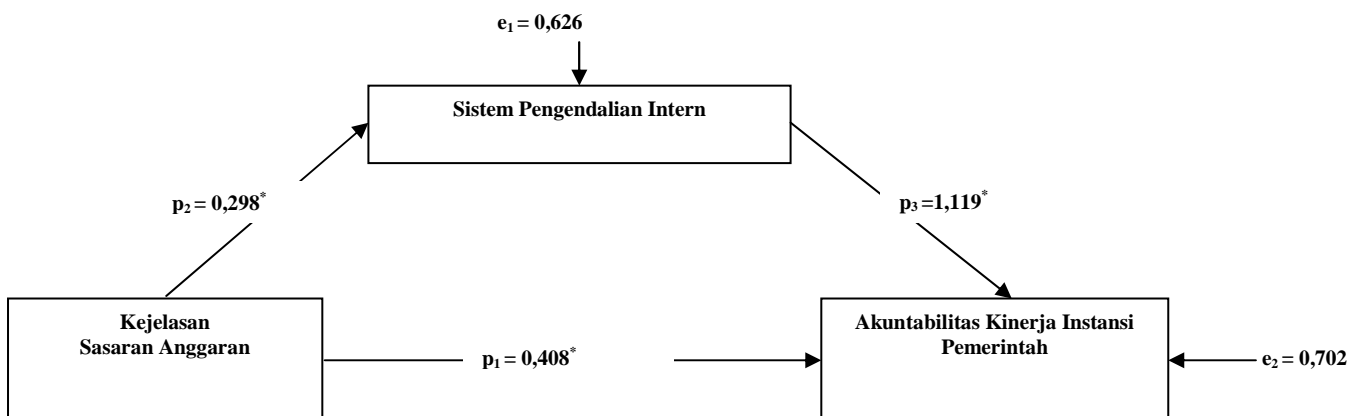 e₁ = 0,626
Sistem Pengendalian Intern
p₂ = 0,298*
p₃ =1,119*
Kejelasan
Sasaran Anggaran
Akuntabilitas Kinerja Instansi
Pemerintah
p₁ = 0,408*
e₂ = 0,702